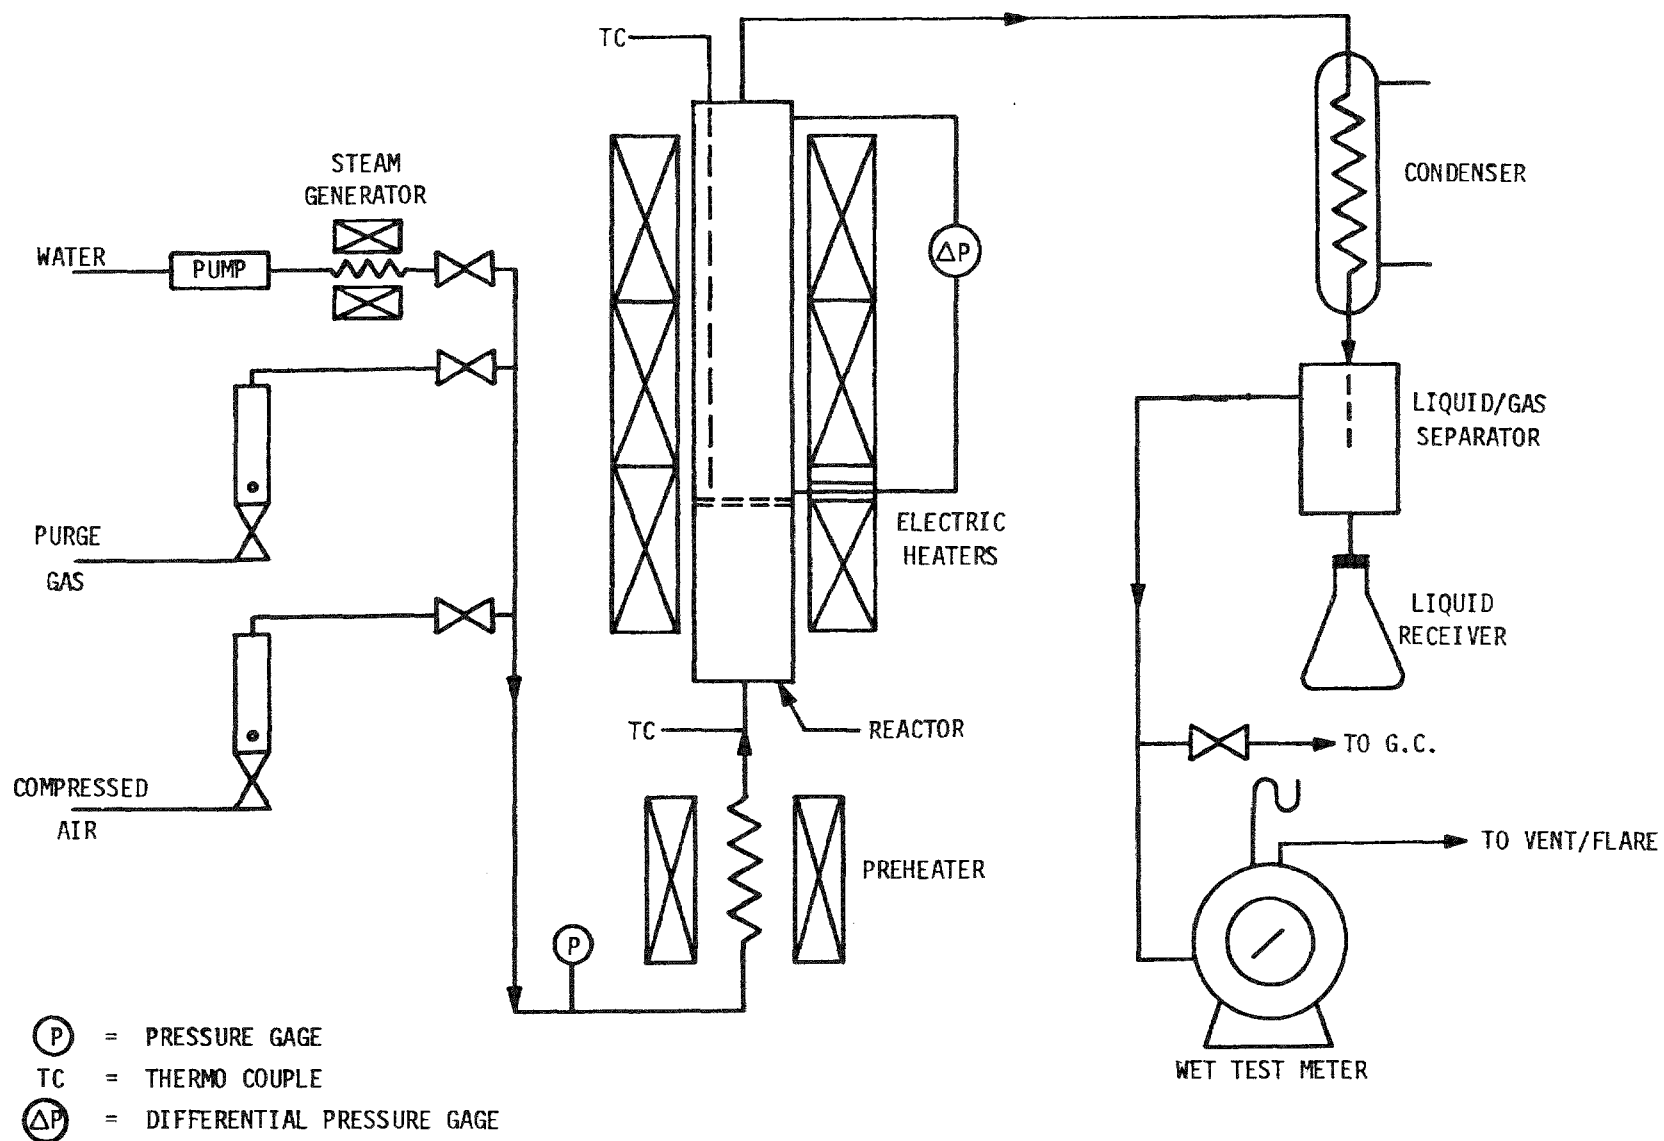 TC
STEAM
GENERATOR
WATER
PUMP
ΔP
CONDENSER
LIQUID/GAS
SEPARATOR
PURGE
GAS
ELECTRIC
HEATERS
LIQUID
RECEIVER
TC
REACTOR
TO G.C.
COMPRESSED
AIR
PREHEATER
TO VENT/FLARE
P
WET TEST METER
P = PRESSURE GAGE
TC = THERMO COUPLE
ΔP = DIFFERENTIAL PRESSURE GAGE